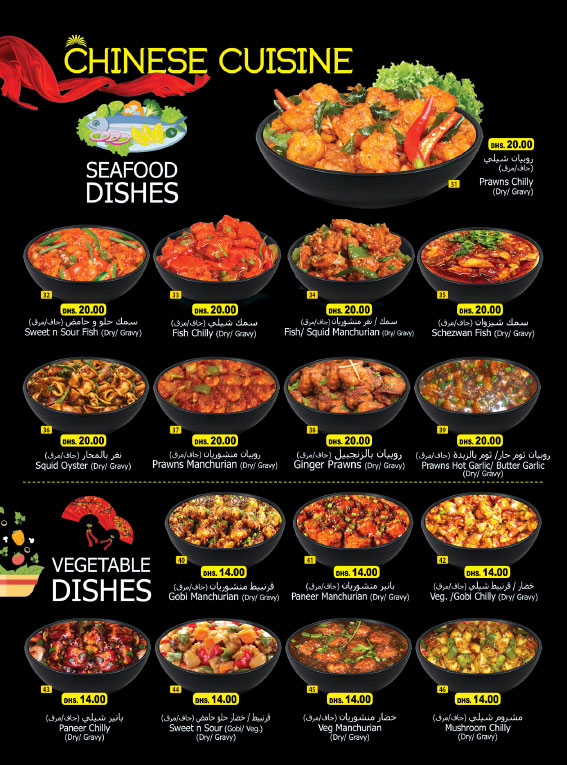 CHINESE CUISINE
SEAFOOD
DISHES
DHS. 20.00
روبيان شيلي
(جاف/مرق)
31
Prawns Chilly
(Dry/ Gravy)
32
DHS. 20.00
سمك حلو و حامض (جاف/مرق)
Sweet n Sour Fish (Dry/ Gravy)
33
DHS. 20.00
سمك شيلي (جاف/مرق)
Fish Chilly (Dry/ Gravy)
34
DHS. 20.00
سمك / نغر منشوريان (جاف/مرق)
Fish/ Squid Manchurian (Dry/ Gravy)
35
DHS. 20.00
سمك شيزوان (جاف/مرق)
Schezwan Fish (Dry/ Gravy)
36
DHS. 20.00
نغر بالمحار (جاف/مرق)
Squid Oyster (Dry/ Gravy)
37
DHS. 20.00
روبيان منشوريان (جاف/مرق)
Prawns Manchurian (Dry/ Gravy)
38
DHS. 20.00
روبيان بالزنجبيل (جاف/مرق)
Ginger Prawns (Dry/ Gravy)
39
DHS. 20.00
روبيان ثوم حار/ ثوم بالزبدة (جاف/مرق)
Prawns Hot Garlic/ Butter Garlic
(Dry/ Gravy)
VEGETABLE
DISHES
40
DHS. 14.00
قرنبيط منشوريان (جاف/مرق)
Gobi Manchurian (Dry/ Gravy)
41
DHS. 14.00
بانير منشوريان (جاف/مرق)
Paneer Manchurian (Dry/ Gravy)
42
DHS. 14.00
خضار / قرنبيط شيلي (جاف/مرق)
Veg. /Gobi Chilly (Dry/ Gravy)
43
DHS. 14.00
بانير شيلي (جاف/مرق)
Paneer Chilly
(Dry/ Gravy)
44
DHS. 14.00
قرنبيط / خضار حلو حامض (جاف/مرق)
Sweet n Sour (Gobi/ Veg.)
(Dry/ Gravy)
45
DHS. 14.00
خضار منشوريان (جاف/مرق)
Veg Manchurian
(Dry/ Gravy)
46
DHS. 14.00
مشروم شيلي (جاف/مرق)
Mushroom Chilly
(Dry/ Gravy)